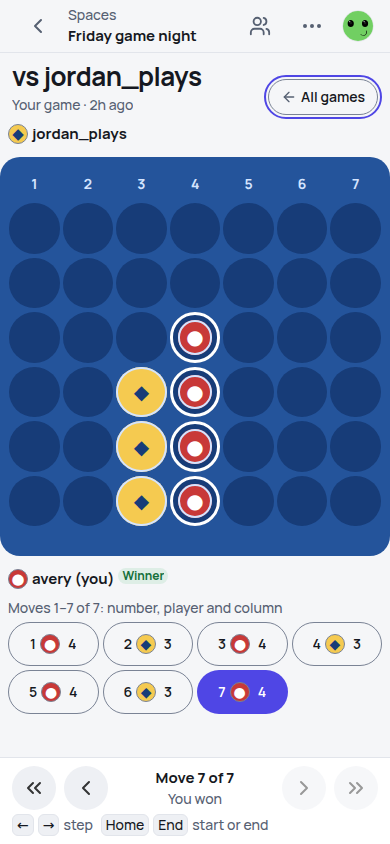 Spaces
Friday game night
vs jordan_plays
Your game · 2h ago
← All games
jordan_plays
1 2 3 4 5 6 7
avery (you) Winner
Moves 1–7 of 7: number, player and column
1 4
2 3
3 4
4 3
5 4
6 3
7 4
Move 7 of 7
You won
← → step Home End start or end